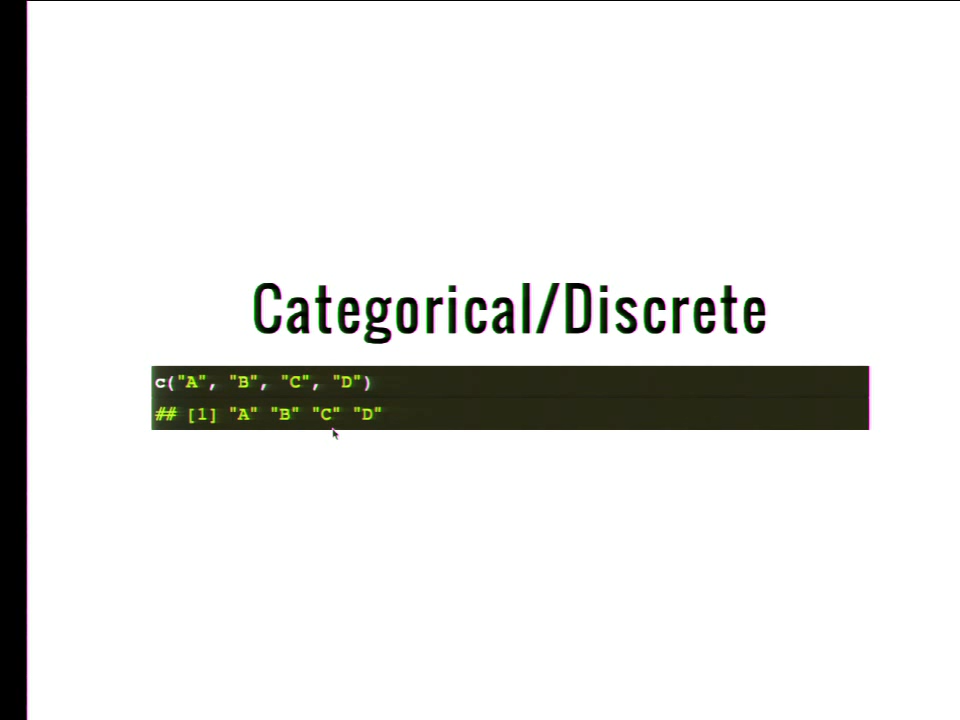 Categorical/Discrete
c("A", "B", "C", "D")
## [1] "A" "B" "C" "D"